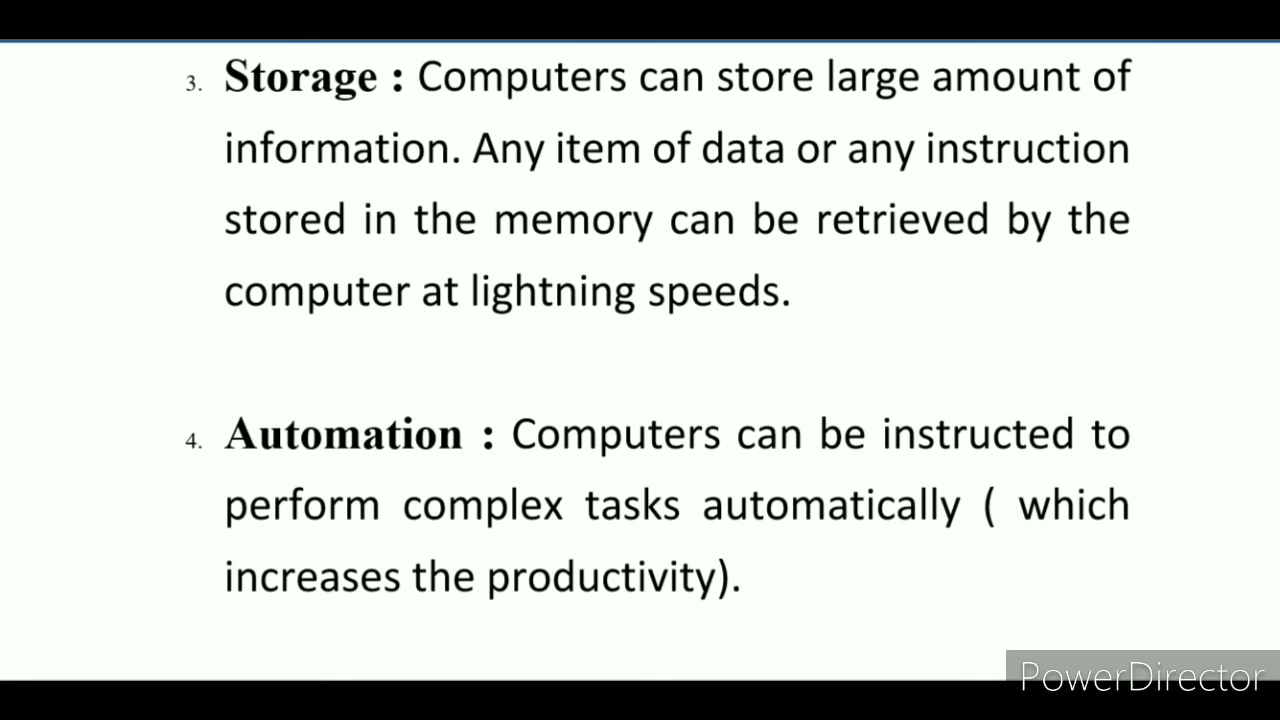 3. Storage : Computers can store large amount of
information. Any item of data or any instruction
stored in the memory can be retrieved by the
computer at lightning speeds.
4. Automation : Computers can be instructed to
perform complex tasks automatically ( which
increases the productivity).
PowerDirector